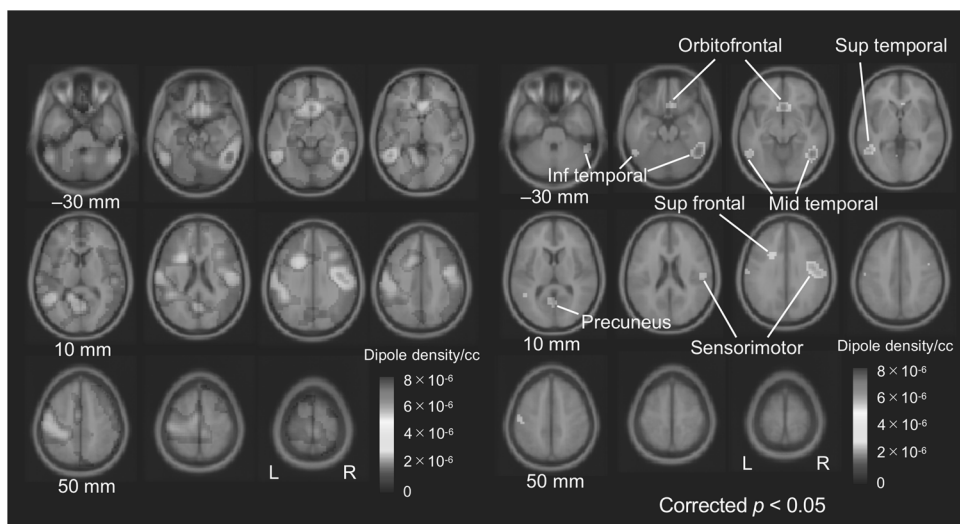 Orbitofrontal
Sup temporal
–30 mm
Inf temporal
–30 mm
Mid temporal
Sup frontal
10 mm
Precuneus
10 mm
Sensorimotor
Dipole density/cc
8 × 10⁻⁶
6 × 10⁻⁶
4 × 10⁻⁶
2 × 10⁻⁶
0
L R
50 mm
Dipole density/cc
8 × 10⁻⁶
6 × 10⁻⁶
4 × 10⁻⁶
2 × 10⁻⁶
0
L R
50 mm
Corrected p < 0.05